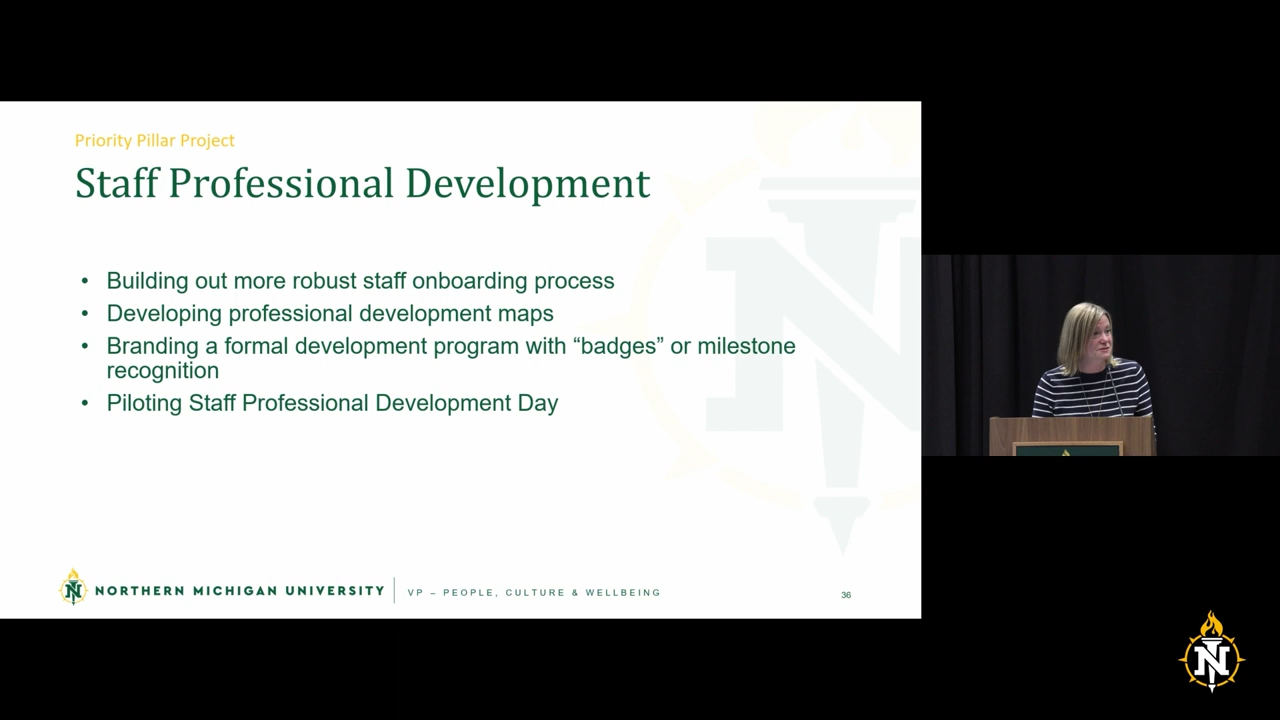 Priority Pillar Project
Staff Professional Development
• Building out more robust staff onboarding process
• Developing professional development maps
• Branding a formal development program with “badges” or milestone
recognition
• Piloting Staff Professional Development Day
N NORTHERN MICHIGAN UNIVERSITY
VP – PEOPLE, CULTURE & WELLBEING
36
N